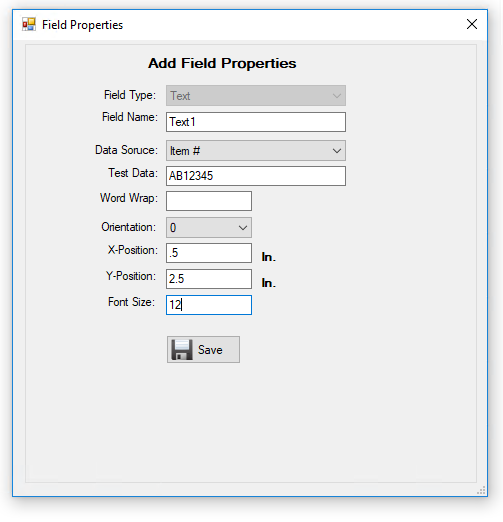 Field Properties
Add Field Properties
Field Type: Text
Field Name: Text1
Data Soruce: Item #
Test Data: AB12345
Word Wrap:
Orientation: 0
X-Position: .5 In.
Y-Position: 2.5 In.
Font Size: 12
Save